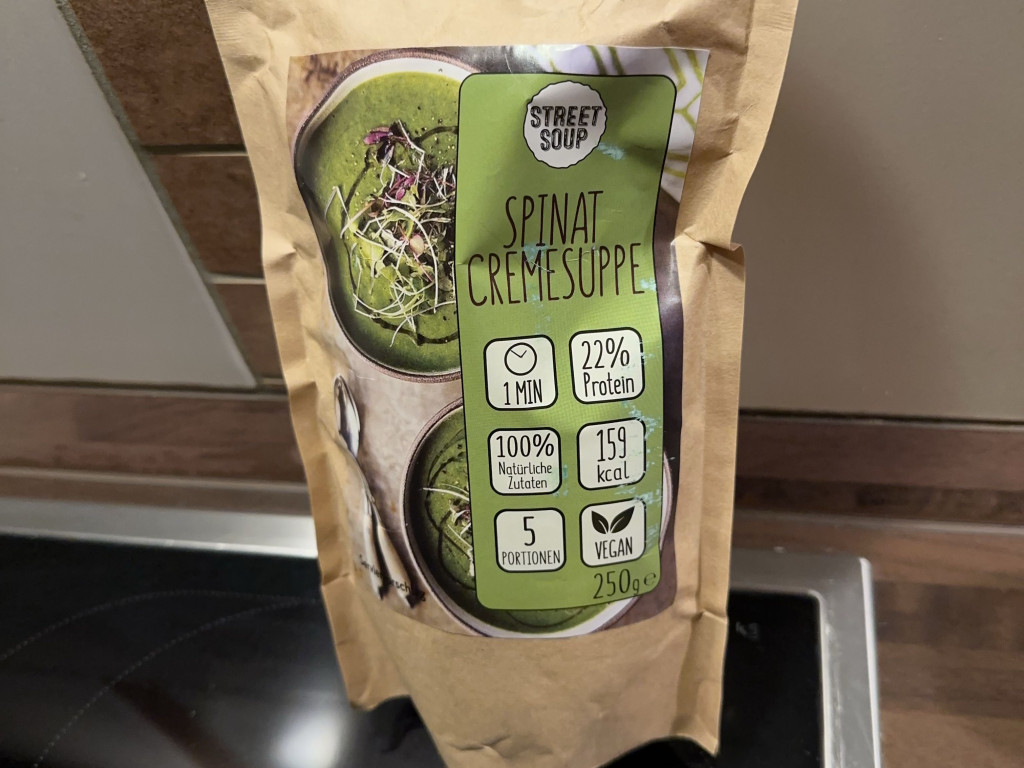 STREET
SOUP
SPINAT
CREMESUPPE
1 MIN
22%
Protein
100%
Natürliche
Zutaten
159
kcal
5
PORTIONEN
VEGAN
250g e